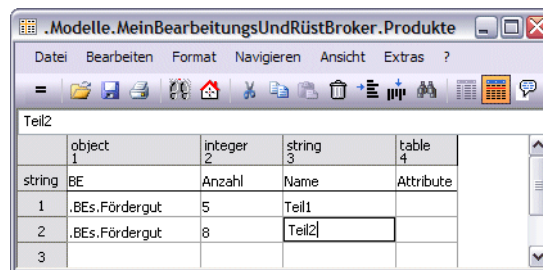 .Modelle.MeinBearbeitungsUndRüstBroker.Produkte
Datei Bearbeiten Format Navigieren Ansicht Extras ?
Teil2
object integer string table
1 2 3 4
string BE Anzahl Name Attribute
1 .BEs.Fördergut 5 Teil1
2 .BEs.Fördergut 8 Teil2
3